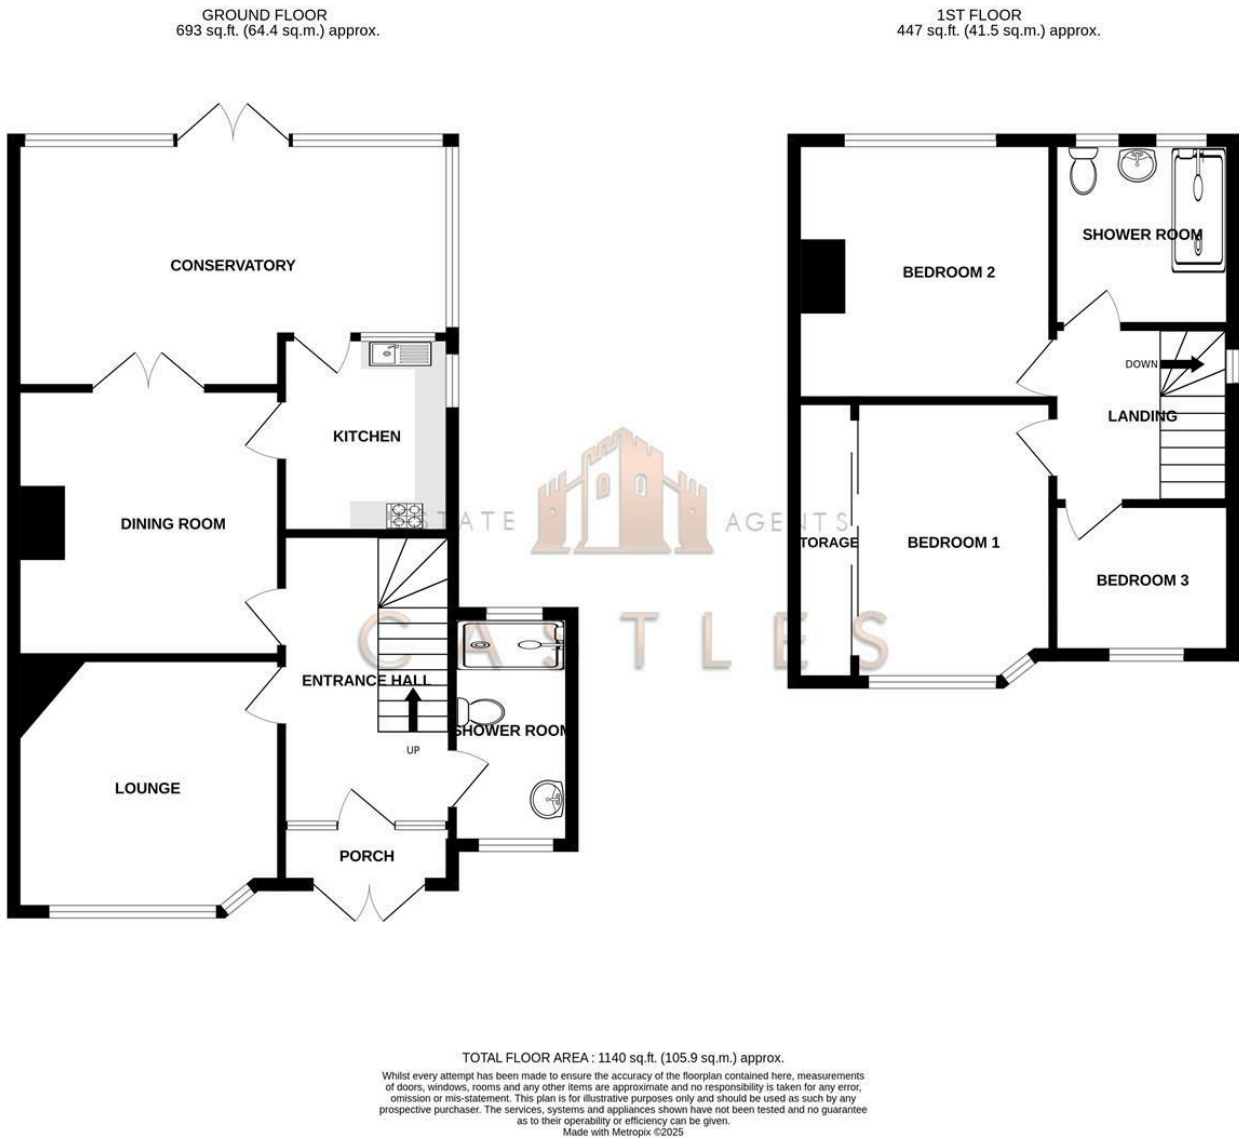 GROUND FLOOR
693 sq.ft. (64.4 sq.m.) approx.
1ST FLOOR
447 sq.ft. (41.5 sq.m.) approx.
CONSERVATORY
KITCHEN
DINING ROOM
ENTRANCE HALL
UP
SHOWER ROOM
LOUNGE
PORCH
BEDROOM 2
SHOWER ROOM
DOWN
LANDING
STORAGE
BEDROOM 1
BEDROOM 3
ESTATE AGENTS
CASTLES
TOTAL FLOOR AREA : 1140 sq.ft. (105.9 sq.m.) approx.
Whilst every attempt has been made to ensure the accuracy of the floorplan contained here, measurements
of doors, windows, rooms and any other items are approximate and no responsibility is taken for any error,
omission or mis-statement. This plan is for illustrative purposes only and should be used as such by any
prospective purchaser. The services, systems and appliances shown have not been tested and no guarantee
as to their operability or efficiency can be given.
Made with Metropix ©2025